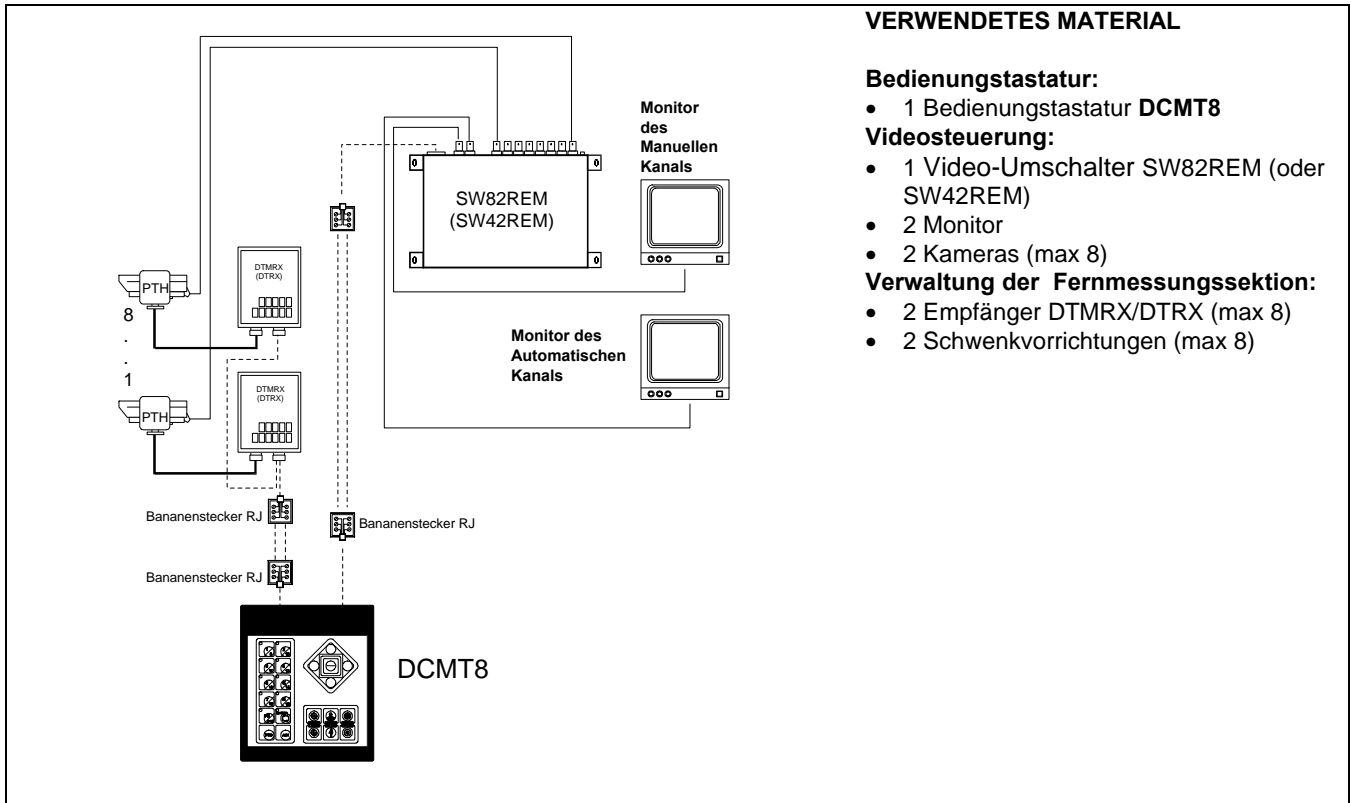 VERWENDETES MATERIAL
Bedienungstastatur:
• 1 Bedienungstastatur DCMT8
Videosteuerung:
• 1 Video-Umschalter SW82REM (oder
SW42REM)
• 2 Monitor
• 2 Kameras (max 8)
Verwaltung der Fernmessungssektion:
• 2 Empfänger DTMRX/DTRX (max 8)
• 2 Schwenkvorrichtungen (max 8)
Monitor
des
Manuellen
Kanals
SW82REM
(SW42REM)
DTMRX
(DTRX)
PTH
8
.
.
1
Monitor des
Automatischen
Kanals
DTMRX
(DTRX)
PTH
Bananenstecker RJ
Bananenstecker RJ
Bananenstecker RJ
DCMT8